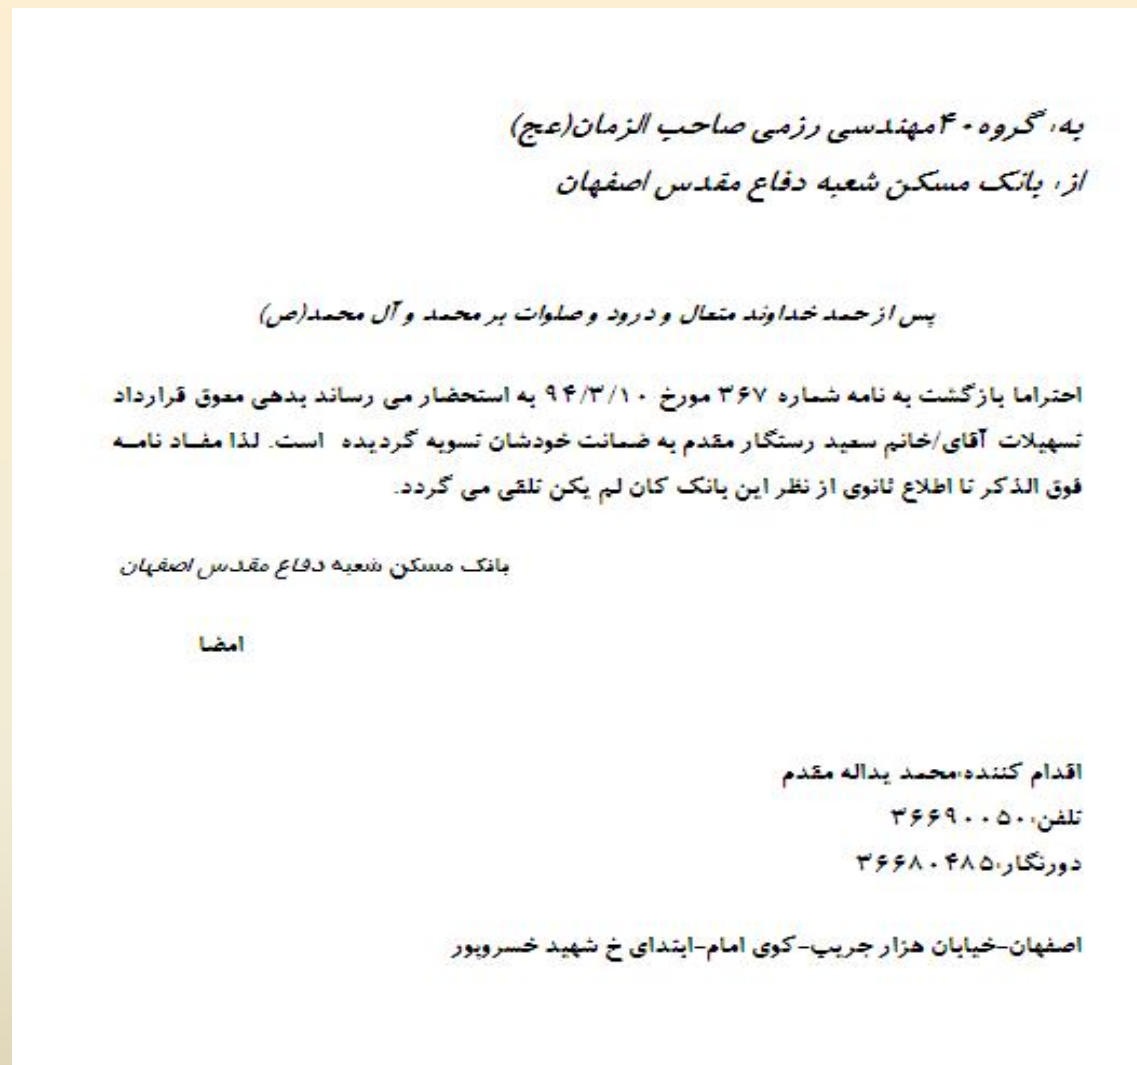 به: گروه ۴۰مهندسی رزمی صاحب الزمان(عج)
از: بانک مسکن شعبه دفاع مقدس اصفهان
پس از حمد خداوند متعال و درود و صلوات بر محمد و آل محمد(ص)
احتراما بازگشت به نامه شماره ۳۶۷ مورخ ۹۴/۳/۱۰ به استحضار می رساند بدهی معوق قرارداد
تسهیلات آقای/خانم سعید رستگار مقدم به ضمانت خودشان تسویه گردیده است. لذا مفاد نامه
فوق الذکر تا اطلاع ثانوی از نظر این بانک کان لم یکن تلقی می گردد.
بانک مسکن شعبه دفاع مقدس اصفهان
امضا
اقدام کننده:محمد یداله مقدم
تلفن:۳۶۶۹۰۰۵۰
دورنگار:۳۶۶۸۰۴۸۵
اصفهان-خیابان هزار جریب-کوی امام-ابتدای خ شهید خسروپور